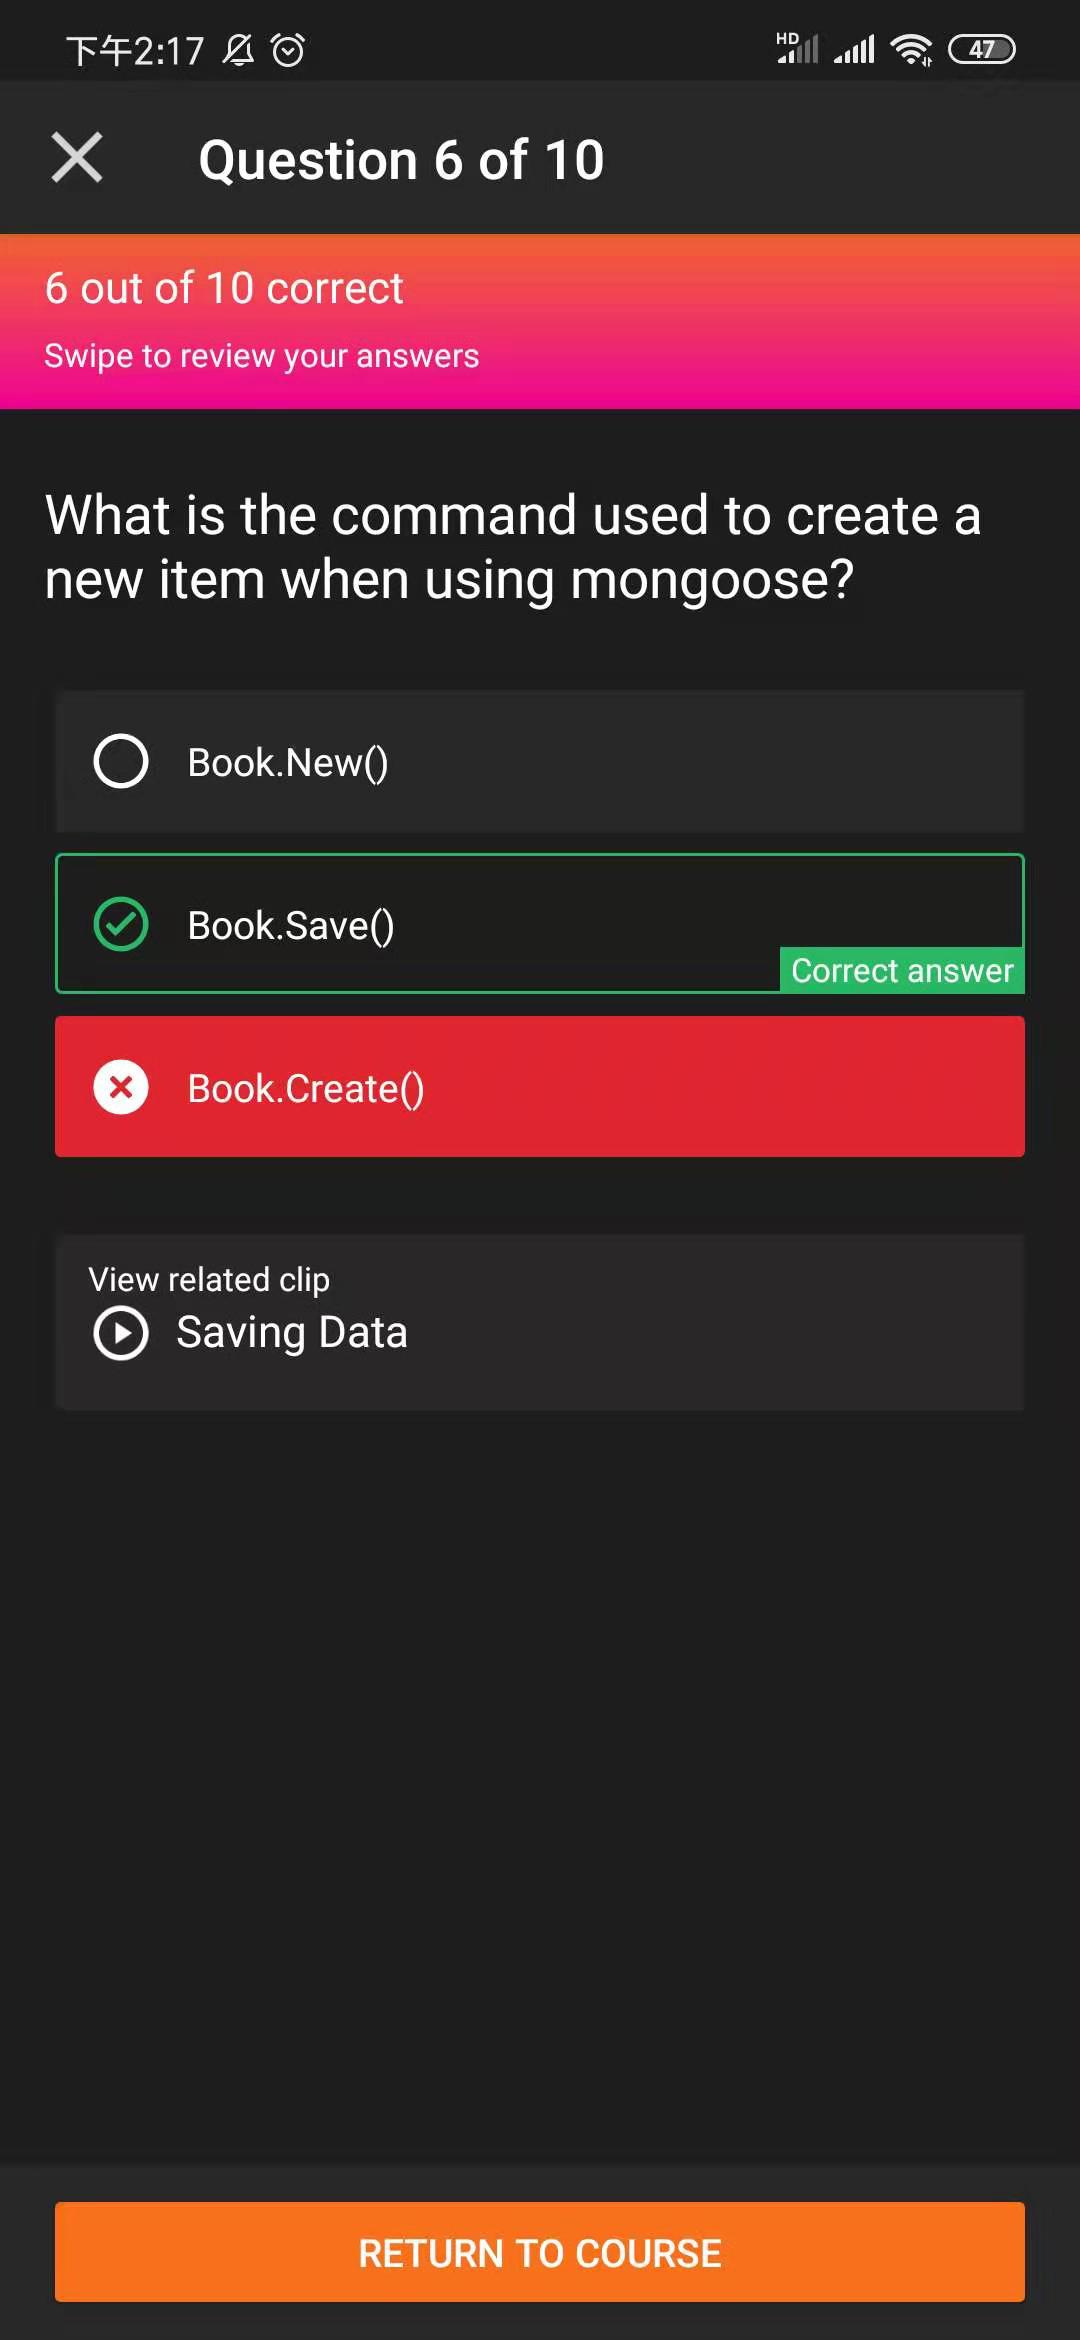 下午2:17
HD
47
Question 6 of 10
6 out of 10 correct
Swipe to review your answers
What is the command used to create a
new item when using mongoose?
Book.New()
Book.Save()
Correct answer
Book.Create()
View related clip
Saving Data
RETURN TO COURSE